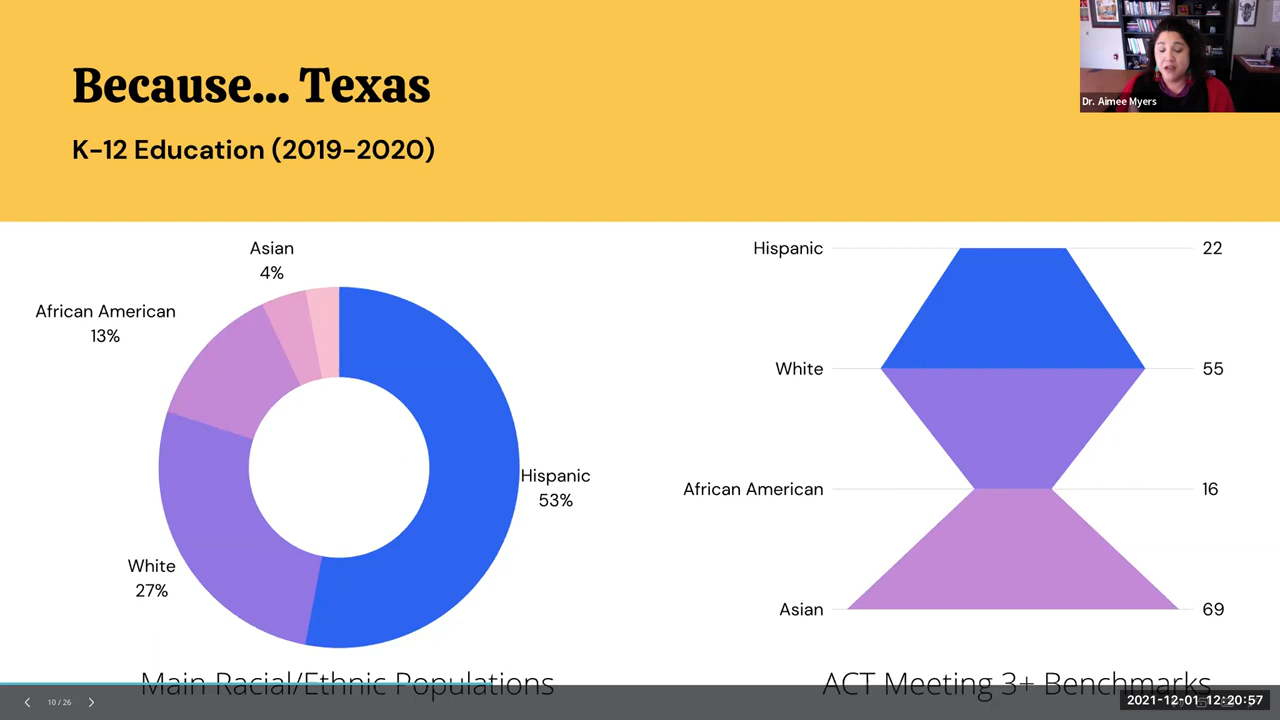 Because... Texas
K-12 Education (2019-2020)
Dr. Aimee Myers
Asian
4%
African American
13%
Hispanic
53%
White
27%
Main Racial/Ethnic Populations
Hispanic 22
White 55
African American 16
Asian 69
ACT Meeting 3+ Benchmarks
10 / 26
2021-12-01 12:20:57